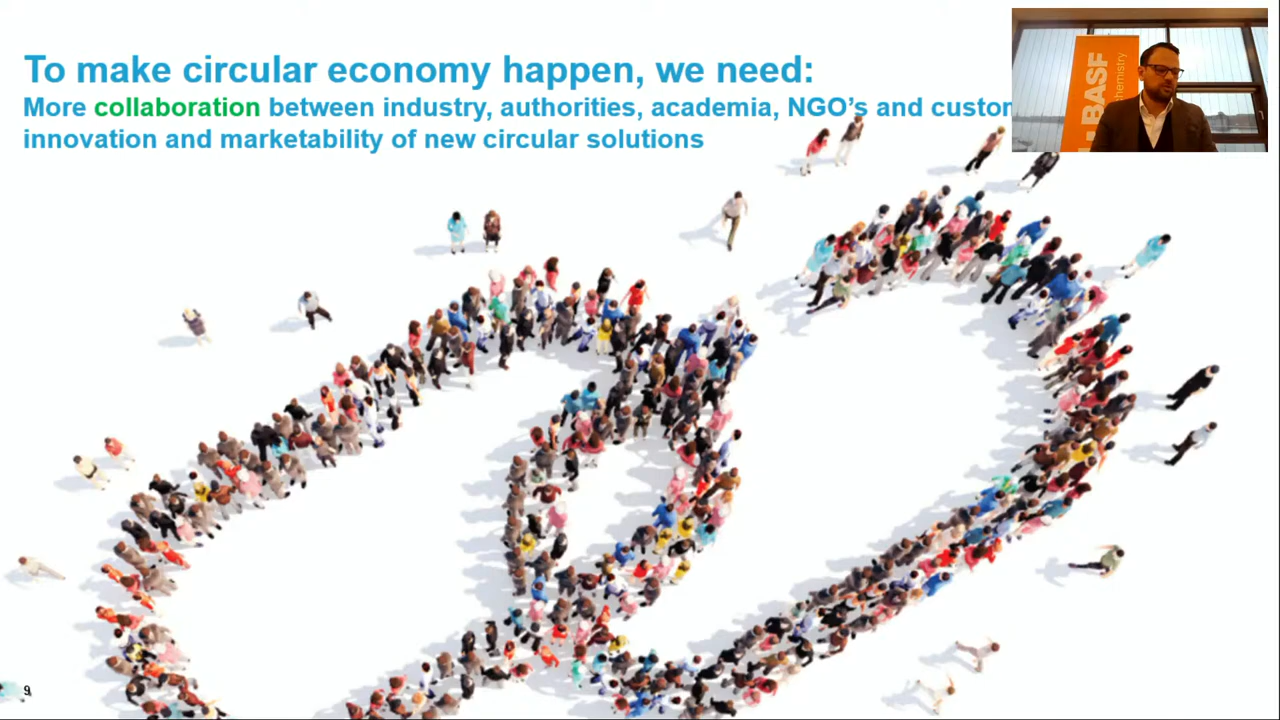 To make circular economy happen, we need:
More collaboration between industry, authorities, academia, NGO's and
innovation and marketability of new circular solutions
BASF
9